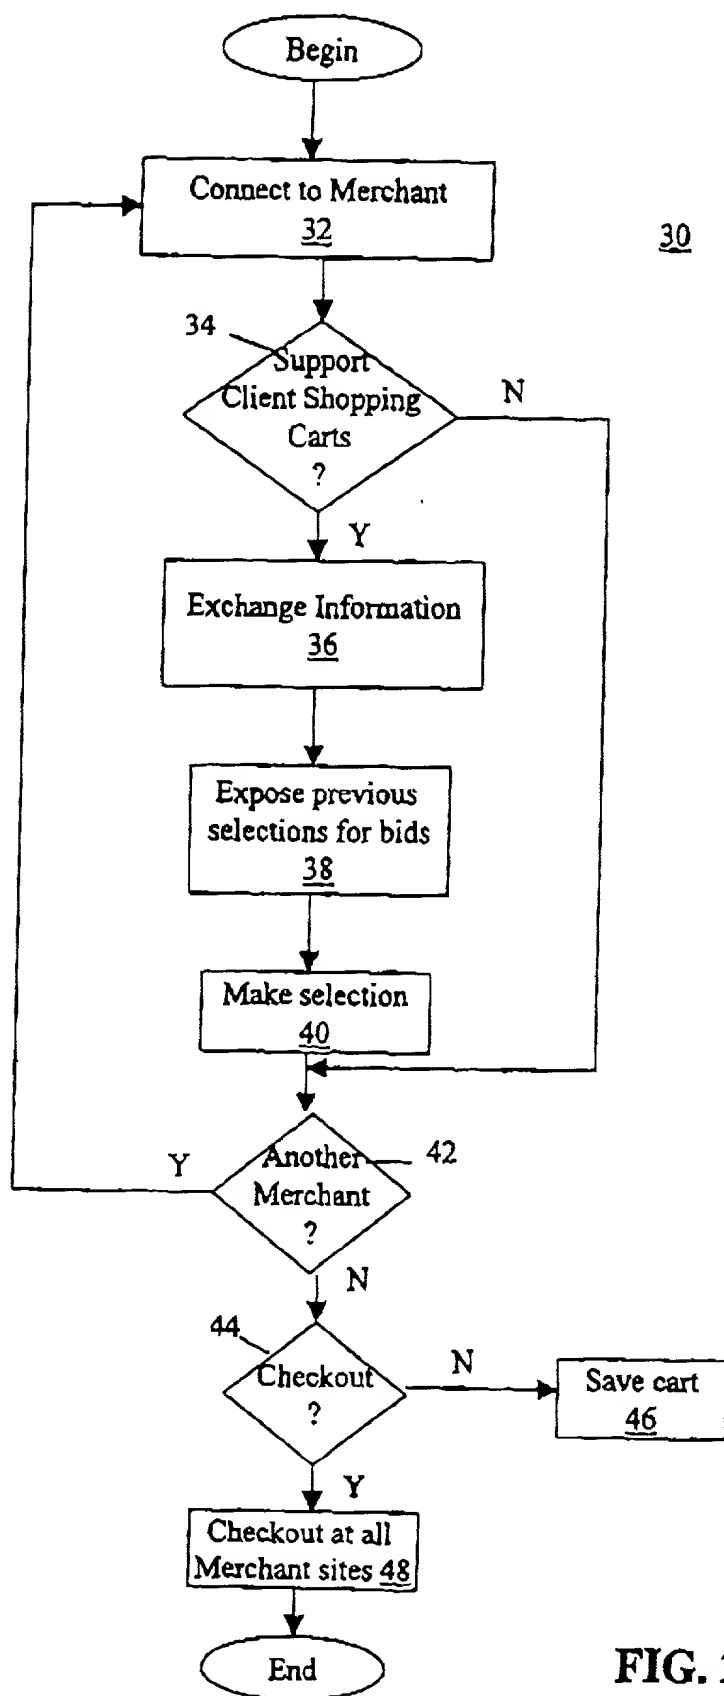 Begin
Connect to Merchant
32
30
34
Support
Client Shopping
Carts
?
N
Y
Exchange Information
36
Expose previous
selections for bids
38
Make selection
40
Another
Merchant
?
42
Y
N
44
Checkout
?
N
Save cart
46
Y
Checkout at all
Merchant sites 48
End
FIG.